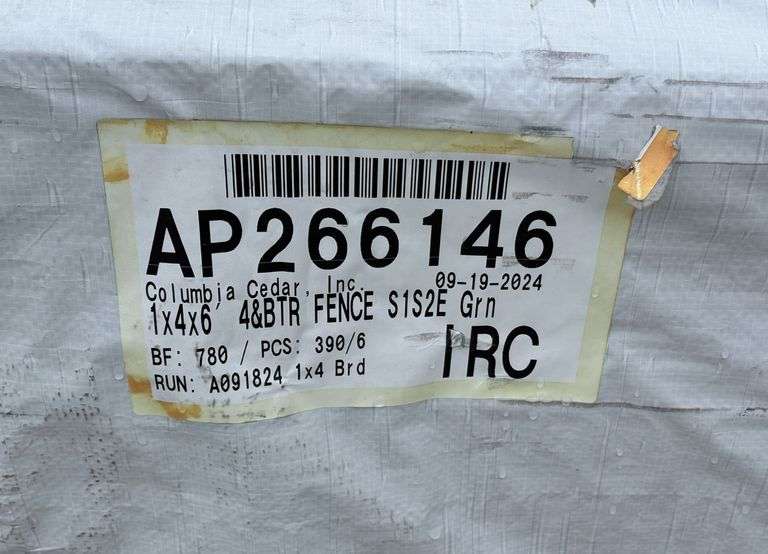 AP266146
Columbia Cedar, Inc. 09-19-2024
1x4x6' 4&BTR FENCE S1S2E Grn
BF: 780 / PCS: 390/6
RUN: A091824 1x4 Brd